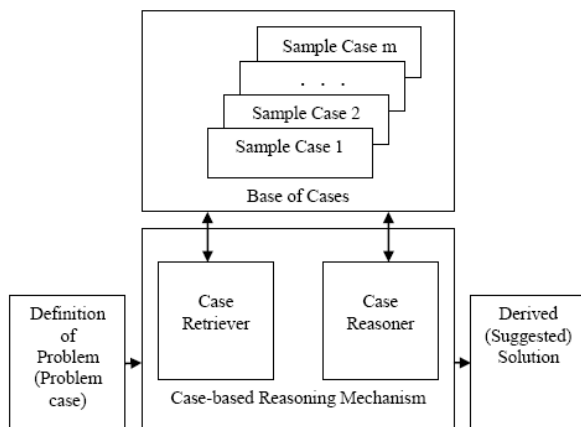 Sample Case m
. . .
Sample Case 2
Sample Case 1
Base of Cases
Definition
of
Problem
(Problem
case)
Case
Retriever
Case
Reasoner
Case-based Reasoning Mechanism
Derived
(Suggested)
Solution